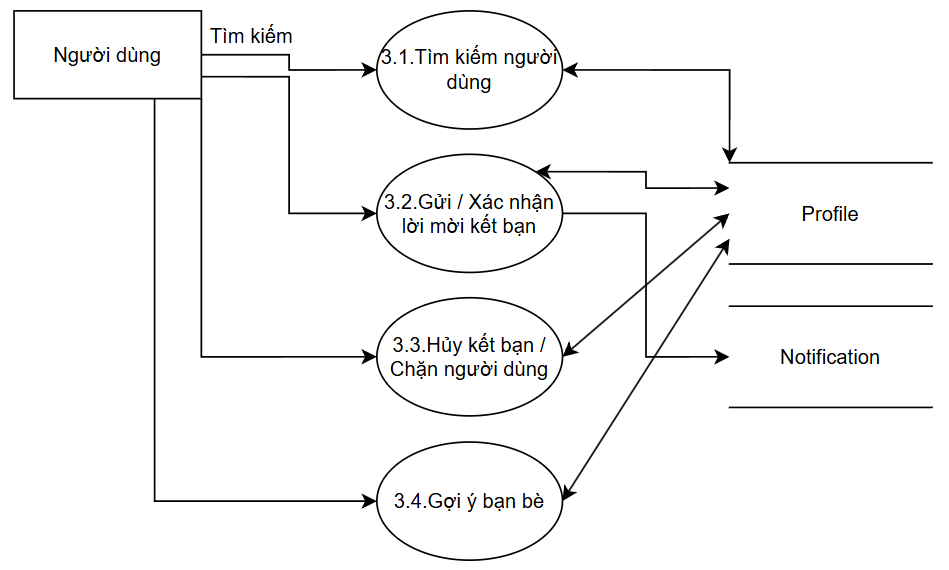 Người dùng
Tìm kiếm
3.1.Tìm kiếm người
dùng
3.2.Gửi / Xác nhận
lời mời kết bạn
Profile
3.3.Hủy kết bạn /
Chặn người dùng
Notification
3.4.Gợi ý bạn bè